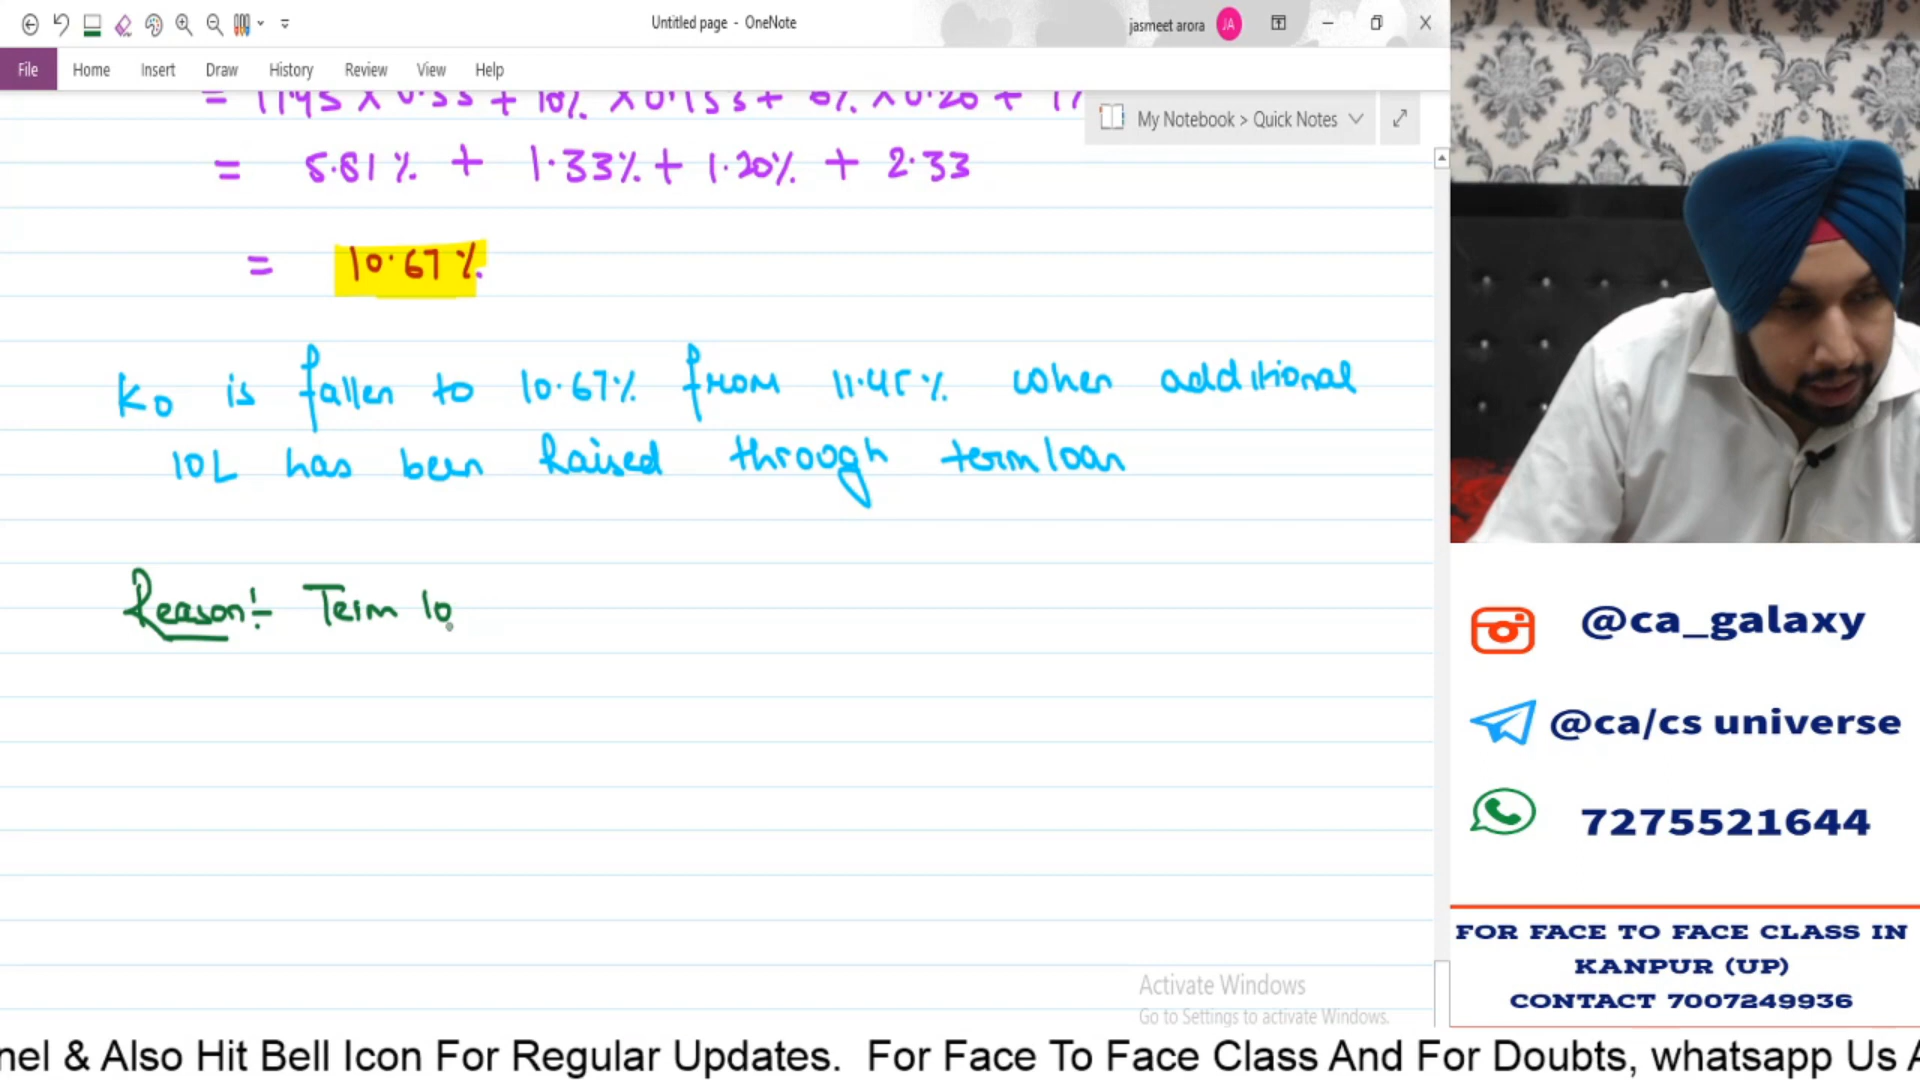 Untitled page - OneNote
jasmeet arora JA
File Home Insert Draw History Review View Help
My Notebook > Quick Notes
= 5.81% + 1.33% + 1.20% + 2.33
= 10.67%
Ko is fallen to 10.67% from 11.45% when additional
10L has been Raised through term loan
Reason:- Term lo
Activate Windows
Go to Settings to activate Windows.
@ca_galaxy
@ca/cs universe
7275521644
FOR FACE TO FACE CLASS IN
KANPUR (UP)
CONTACT 7007249936
nel & Also Hit Bell Icon For Regular Updates. For Face To Face Class And For Doubts, whatsapp Us A